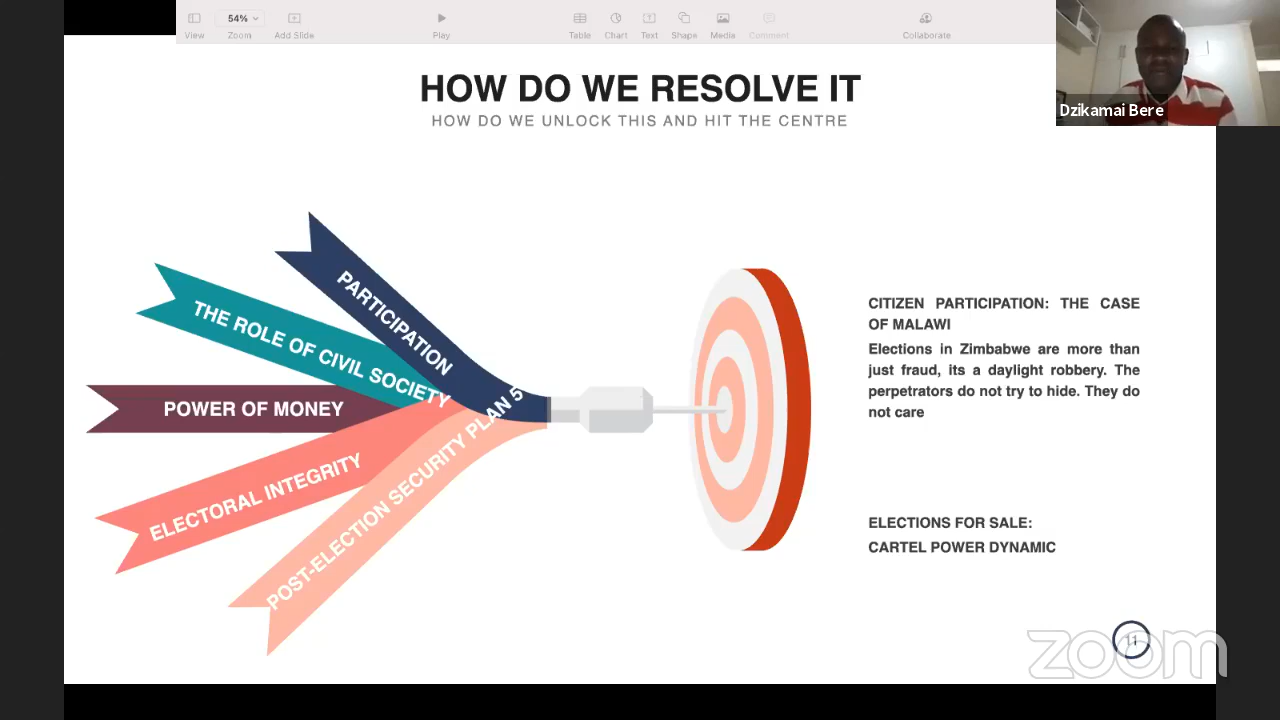 54%
View
Zoom
Add Slide
Play
Table
Chart
Text
Shape
Media
Comment
Collaborate
Dzikamai Bere
HOW DO WE RESOLVE IT
HOW DO WE UNLOCK THIS AND HIT THE CENTRE
PARTICIPATION
THE ROLE OF CIVIL SOCIETY
POWER OF MONEY
ELECTORAL INTEGRITY
POST-ELECTION SECURITY PLAN 5
CITIZEN PARTICIPATION: THE CASE
OF MALAWI
Elections in Zimbabwe are more than
just fraud, its a daylight robbery. The
perpetrators do not try to hide. They do
not care
ELECTIONS FOR SALE:
CARTEL POWER DYNAMIC
11
zoom